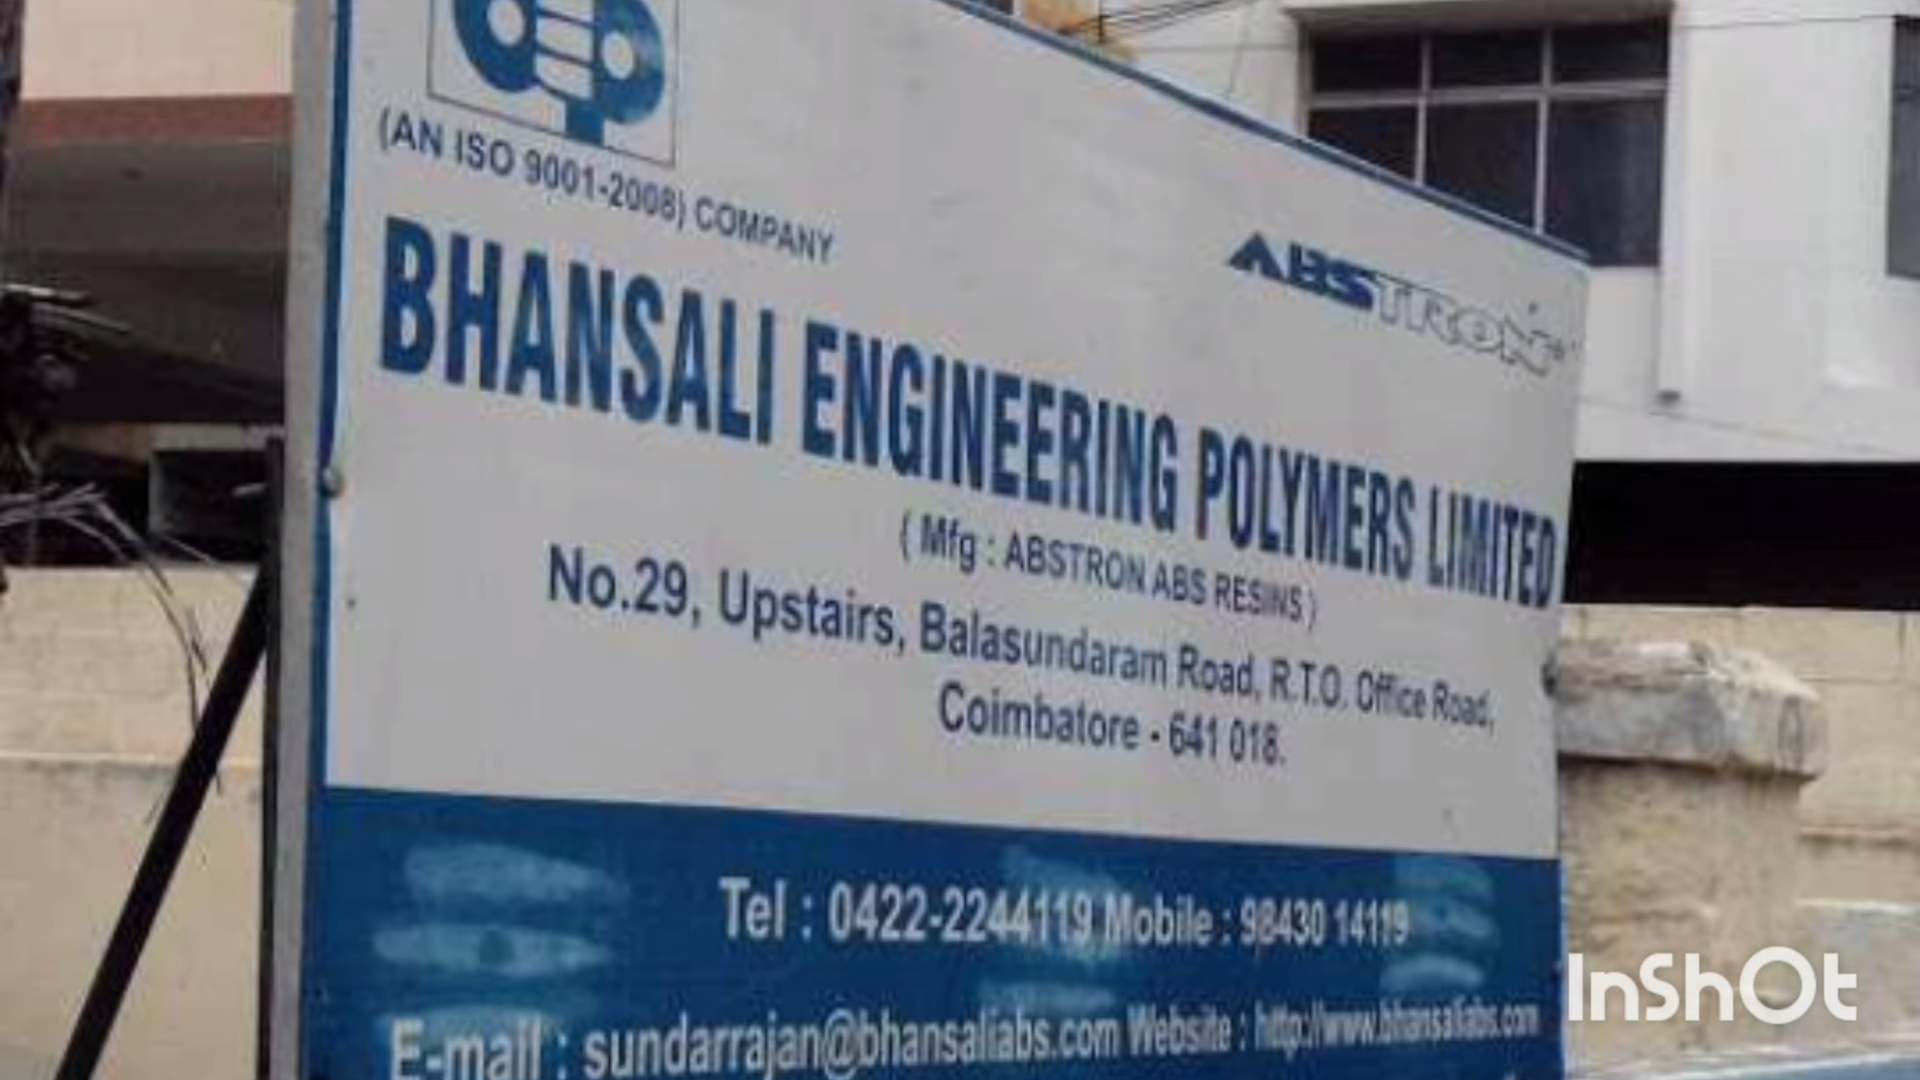 (AN ISO 9001-2008) COMPANY
ABSTRON
BHANSALI ENGINEERING POLYMERS LIMITED
( Mfg : ABSTRON ABS RESINS )
No.29, Upstairs, Balasundaram Road, R.T.O. Office Road,
Coimbatore - 641 018.
Tel : 0422-2244119 Mobile : 98430 14119
E-mail : sundarrajan@bhansaliabs.com Website : http://www.bhansaliabs.com
InShOt